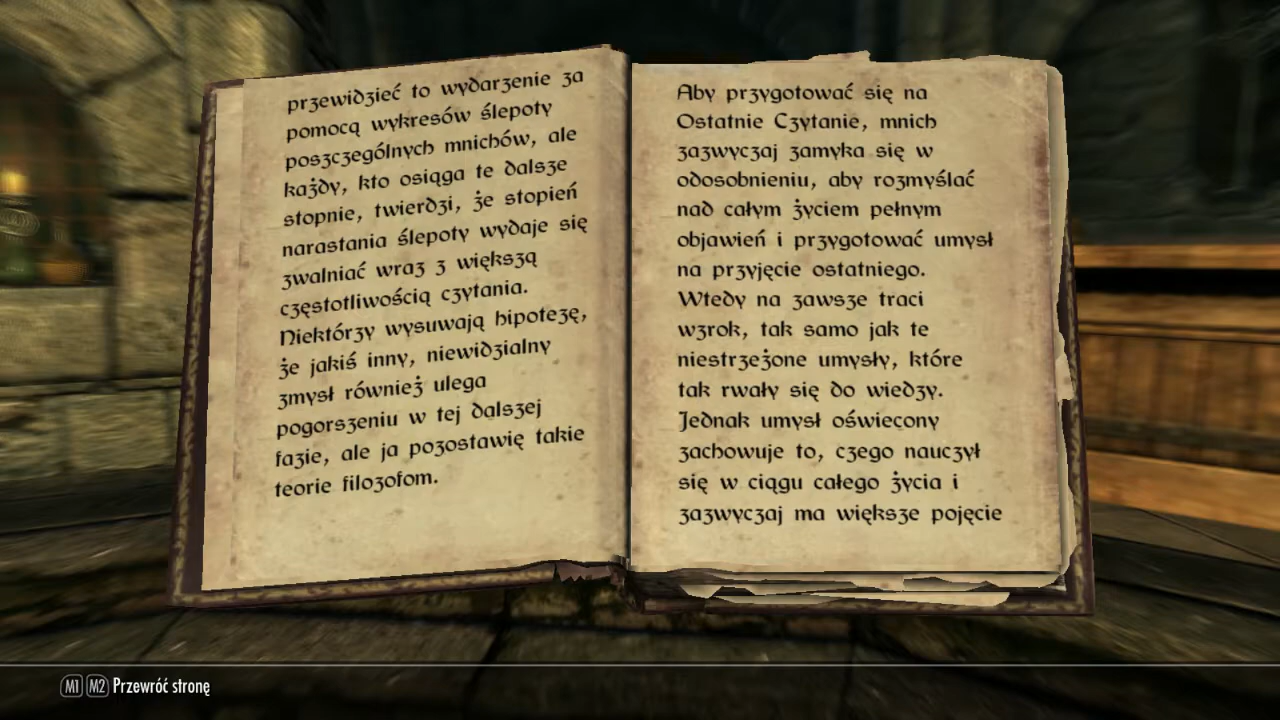 przewidzieć to wydarzenie za
pomocą wykresów ślepoty
poszczególnych mnichów, ale
każdy, kto osiąga te dalsze
stopnie, twierdzi, że stopień
narastania ślepoty wydaje się
zwalniać wraz z większą
częstotliwością czytania.
Niektórzy wysuwają hipotezę,
że jakiś inny, niewidzialny
zmysł również ulega
pogorszeniu w tej dalszej
fazie, ale ja pozostawię takie
teorie filozofom.
Aby przygotować się na
Ostatnie Czytanie, mnich
zazwyczaj zamyka się w
odosobnieniu, aby rozmyślać
nad całym życiem pełnym
objawień i przygotować umysł
na przyjęcie ostatniego.
Wtedy na zawsze traci
wzrok, tak samo jak te
niestrzeżone umysły, które
tak rwały się do wiedzy.
Jednak umysł oświecony
zachowuje to, czego nauczył
się w ciągu całego życia i
zazwyczaj ma większe pojęcie
M1 M2 Przewróć stronę